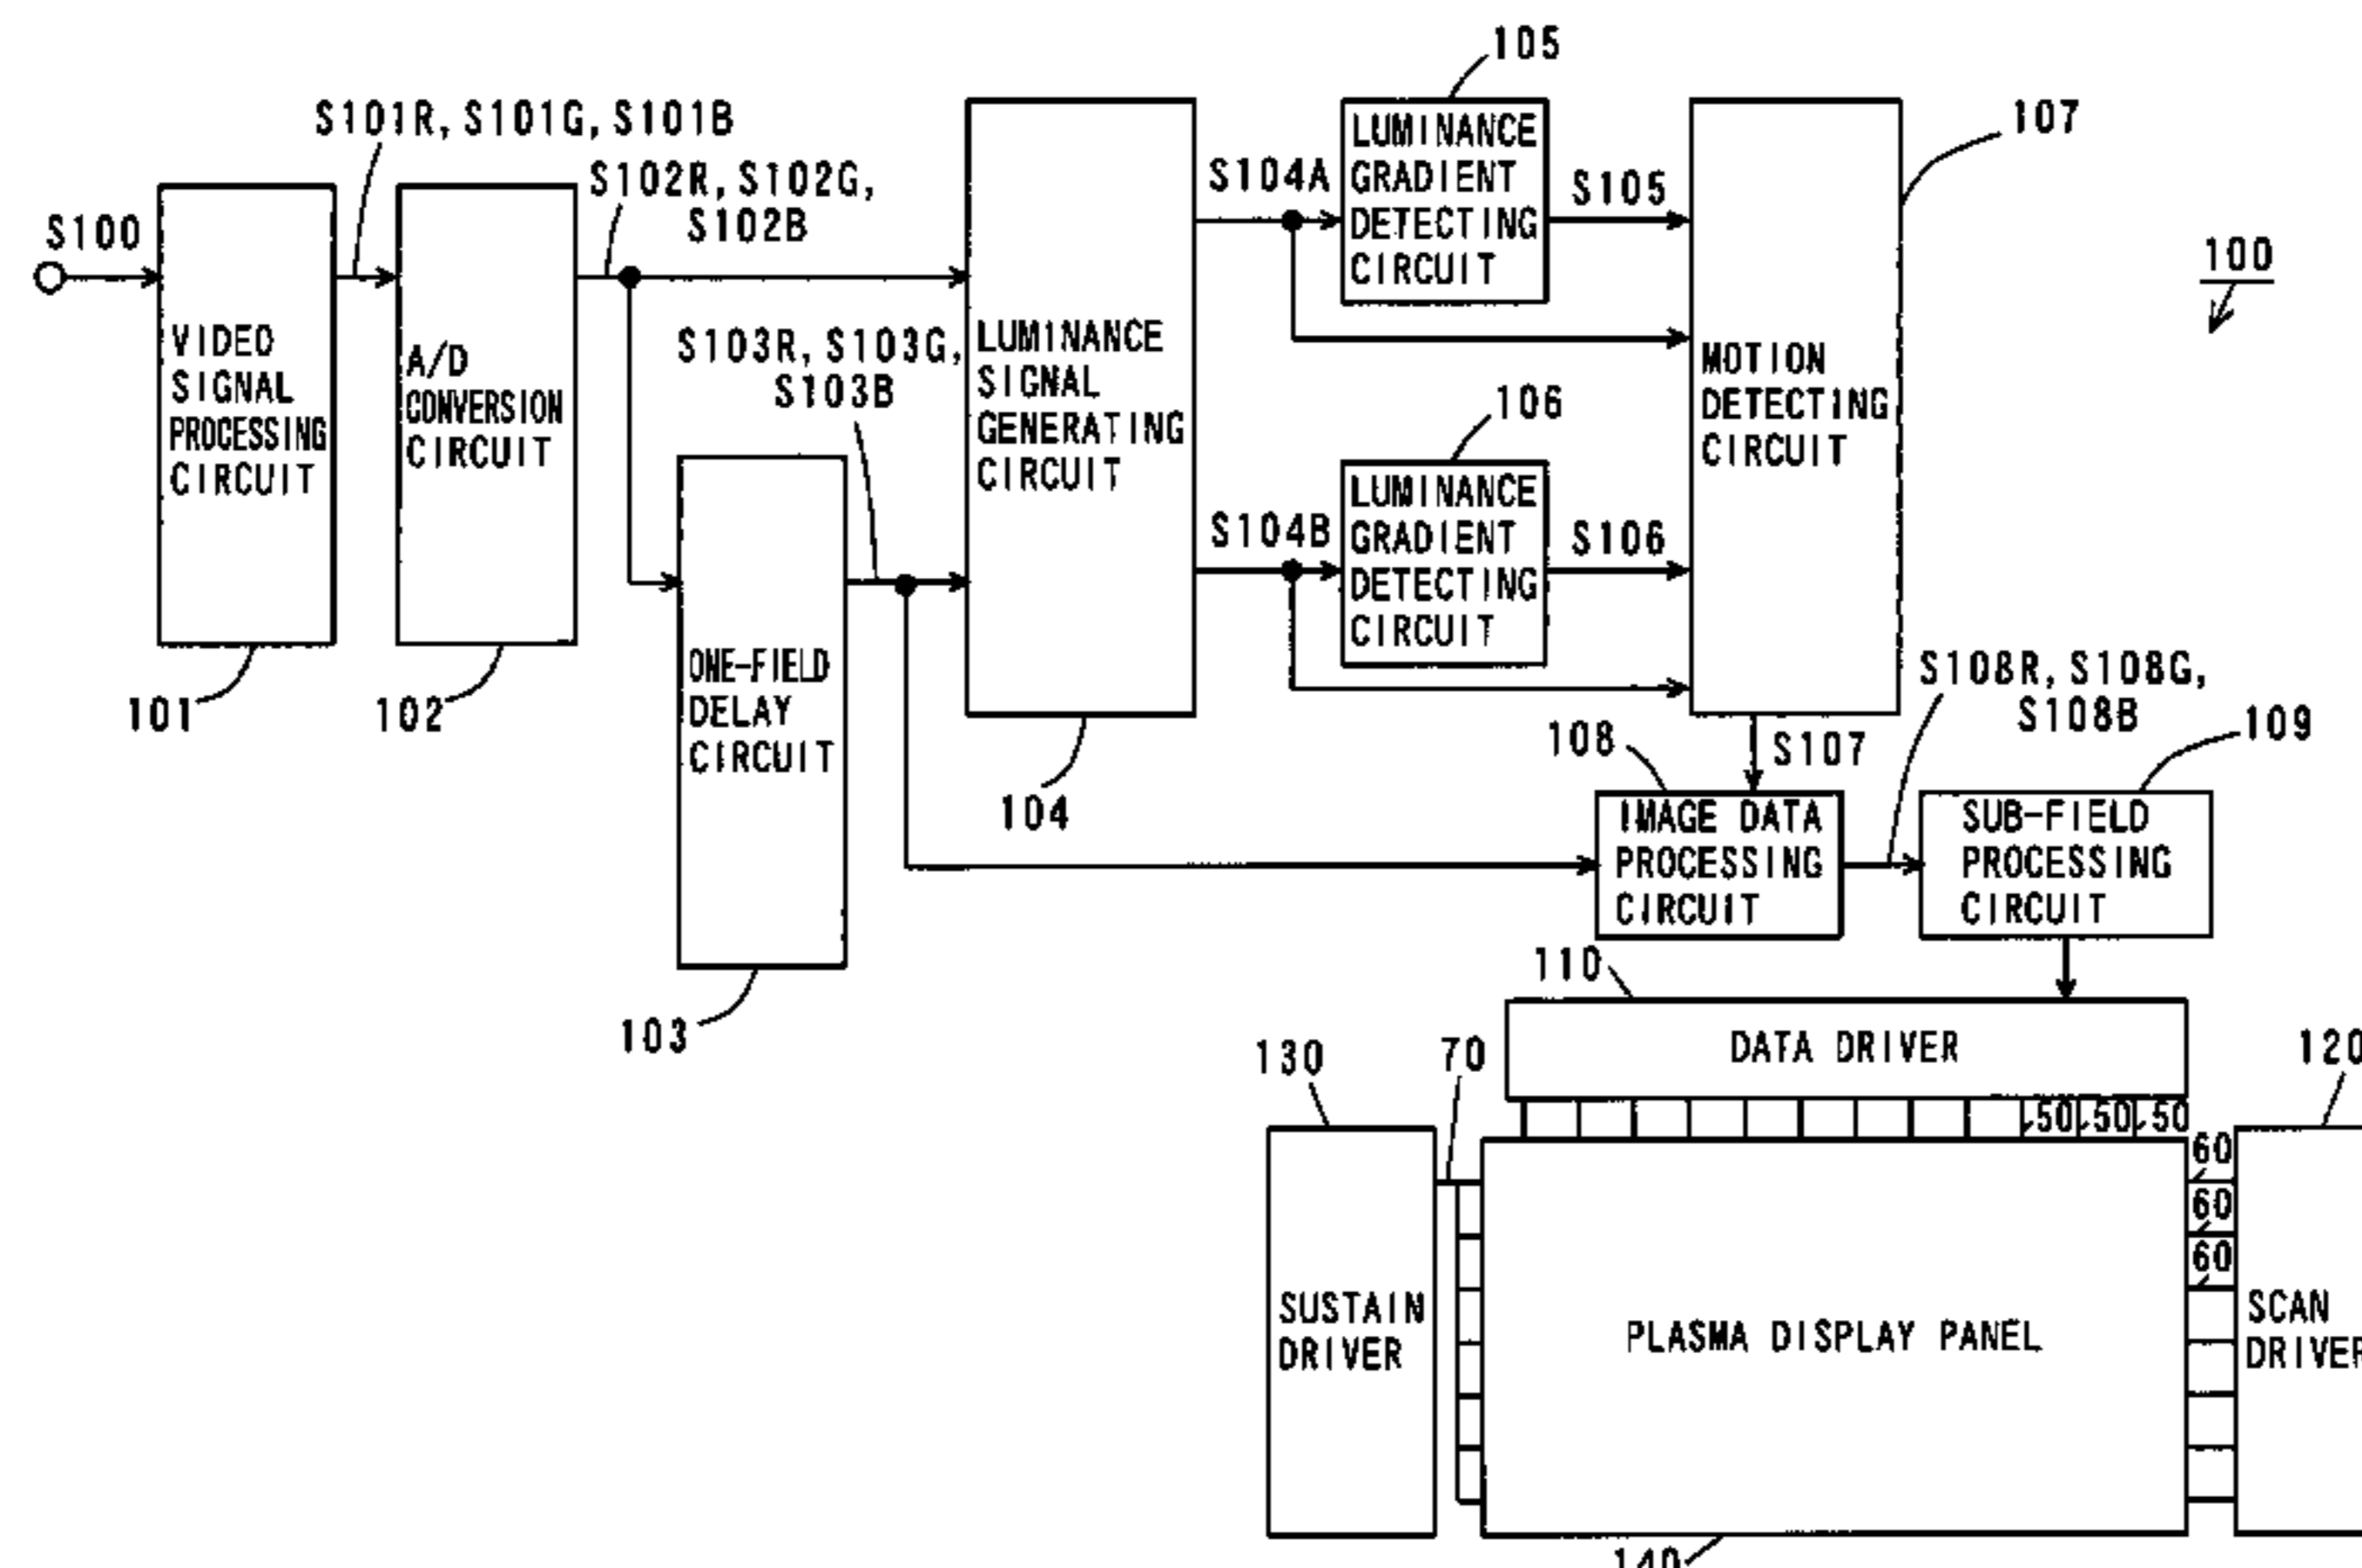 105
S101R, S101G, S101B
107
S102R, S102G,
S102B
S100
LUMINANCE
GRADIENT
DETECTING
CIRCUIT
S104A
S105
100
VIDEO
SIGNAL
PROCESSING
CIRCUIT
A/D
CONVERSION
CIRCUIT
S103R, S103G,
S103B
LUMINANCE
SIGNAL
GENERATING
CIRCUIT
MOTION
DETECTING
CIRCUIT
106
S104B
LUMINANCE
GRADIENT
DETECTING
CIRCUIT
S106
101
102
ONE-FIELD
DELAY
CIRCUIT
S108R, S108G,
S108B
109
108
S107
104
IMAGE DATA
PROCESSING
CIRCUIT
SUB-FIELD
PROCESSING
CIRCUIT
103
110
DATA DRIVER
130
70
120
50 50 50
60
60
60
SUSTAIN
DRIVER
PLASMA DISPLAY PANEL
SCAN
DRIVER
140